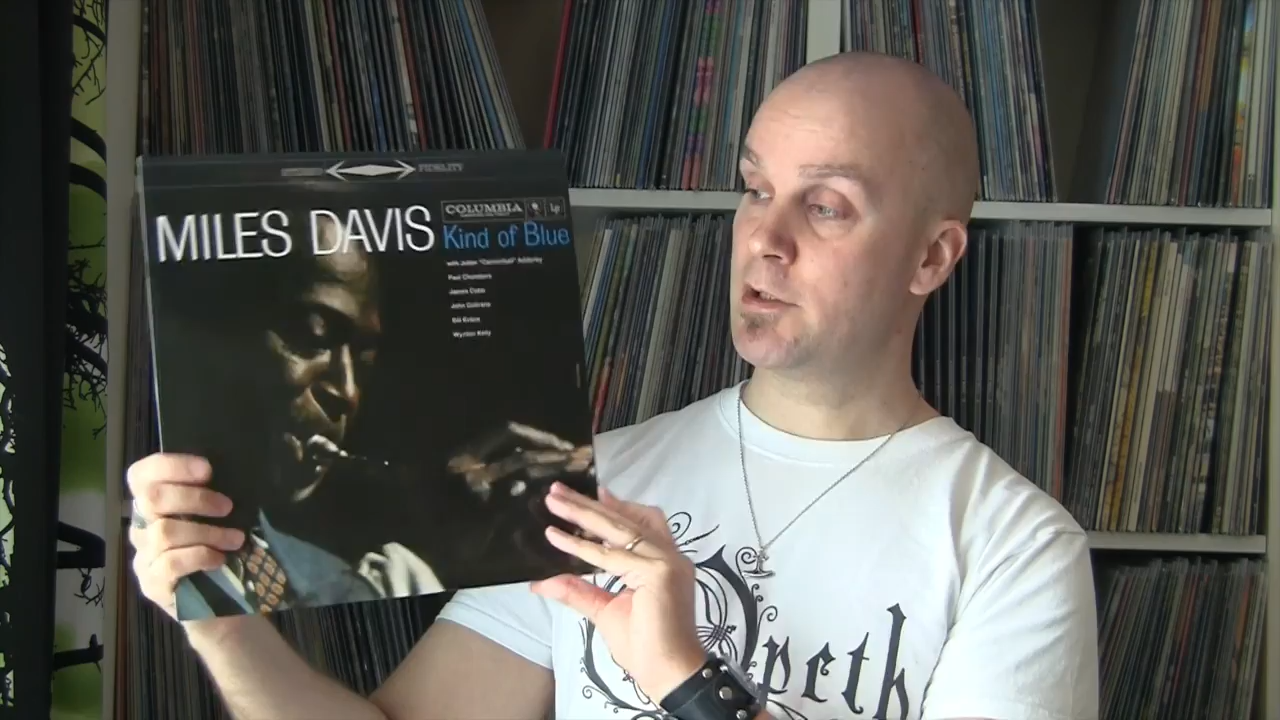 FIDELITY
MILES DAVIS
COLUMBIA
Lp
Kind of Blue
with Julian "Cannonball" Adderley
Paul Chambers
James Cobb
John Coltrane
Bill Evans
Wynton Kelly
Opeth